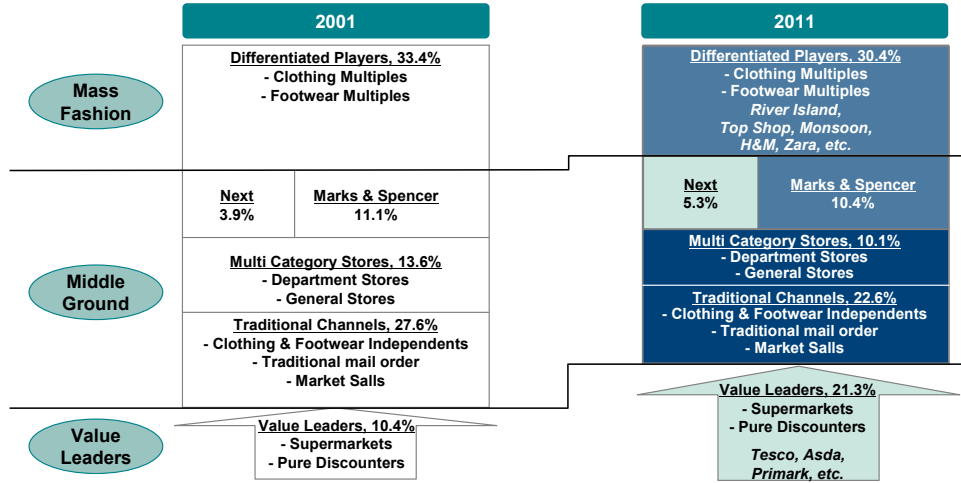 2001
2011
Mass
Fashion
Differentiated Players, 33.4%
- Clothing Multiples
- Footwear Multiples
Differentiated Players, 30.4%
- Clothing Multiples
- Footwear Multiples
River Island,
Top Shop, Monsoon,
H&M, Zara, etc.
Middle
Ground
Next
3.9%
Marks & Spencer
11.1%
Multi Category Stores, 13.6%
- Department Stores
- General Stores
Traditional Channels, 27.6%
- Clothing & Footwear Independents
- Traditional mail order
- Market Salls
Next
5.3%
Marks & Spencer
10.4%
Multi Category Stores, 10.1%
- Department Stores
- General Stores
Traditional Channels, 22.6%
- Clothing & Footwear Independents
- Traditional mail order
- Market Salls
Value
Leaders
Value Leaders, 10.4%
- Supermarkets
- Pure Discounters
Value Leaders, 21.3%
- Supermarkets
- Pure Discounters
Tesco, Asda,
Primark, etc.